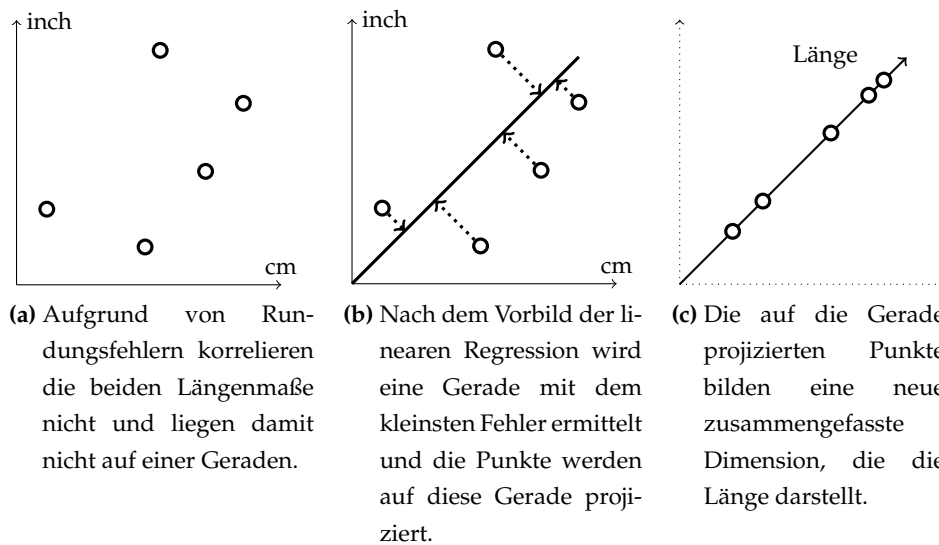 inch
cm
inch
cm
Länge
(a) Aufgrund von Run-
dungsfehlern korrelieren
die beiden Längenmaße
nicht und liegen damit
nicht auf einer Geraden.
(b) Nach dem Vorbild der li-
nearen Regression wird
eine Gerade mit dem
kleinsten Fehler ermittelt
und die Punkte werden
auf diese Gerade proji-
ziert.
(c) Die auf die Gerade
projizierten Punkte
bilden eine neue
zusammengefasste
Dimension, die die
Länge darstellt.